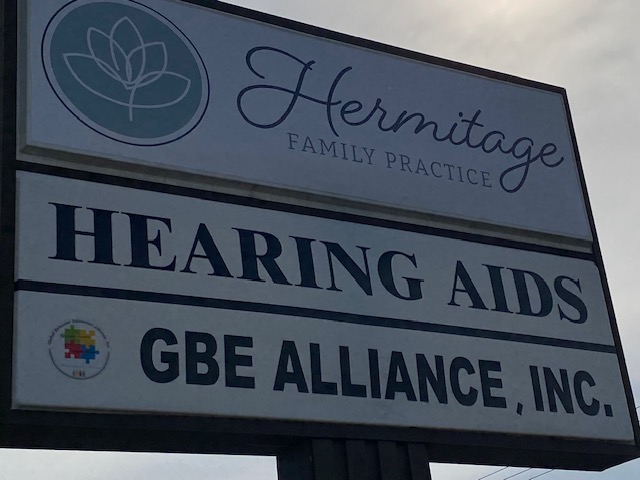 Hermitage
FAMILY PRACTICE
HEARING AIDS
GBE ALLIANCE, INC.